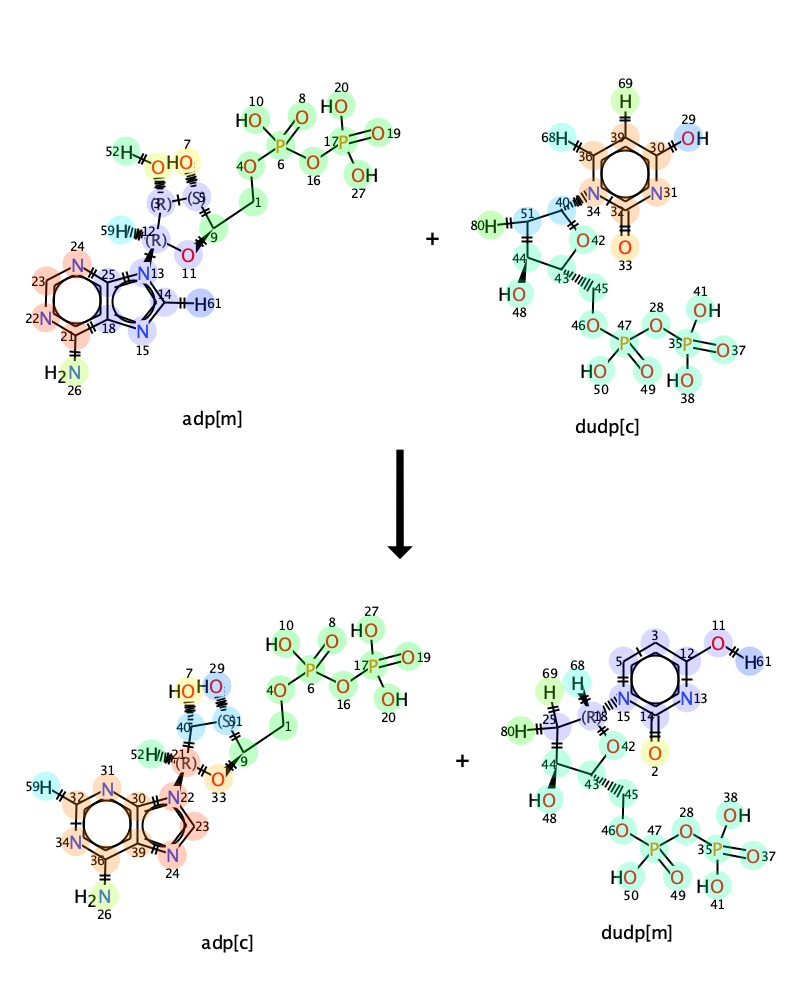 69
20
10 8 HO H 29
HO O 17 O 19 68 H 39 OH
7 P 36 30
52 H O HO 4 O 6 O OH N N 31
(R) (S) 16 27 40 34 32
59 H 12 (R) 1 + 51 O
24 9 80 H O 42 33
N 25 N 13 O 11 44 43
23 14 H 61 HO 45 41
22 N 18 N 48 46 O 47 28 OH
21 15 P O 35 P O 37
H2N HO O HO
26 50 49 38
adp[m] dudp[c]
27
10 8 HO 3 11
HO O 17 O 19 68 5 12 O H 61
7 29 P 69 H N 13
HO HO 4 O 6 O OH H N 14
40 (S) 16 20 25 (R) 15 O
52 H 21 (R) 9 1 80 H O 42 2
59 H 31 O 33 + 44 43
32 N 30 N 22 HO 45 38
34 N 39 23 48 46 O 47 28 OH
36 N 24 P O 35 P O 37
H2N HO O HO
26 50 49 41
adp[c] dudp[m]